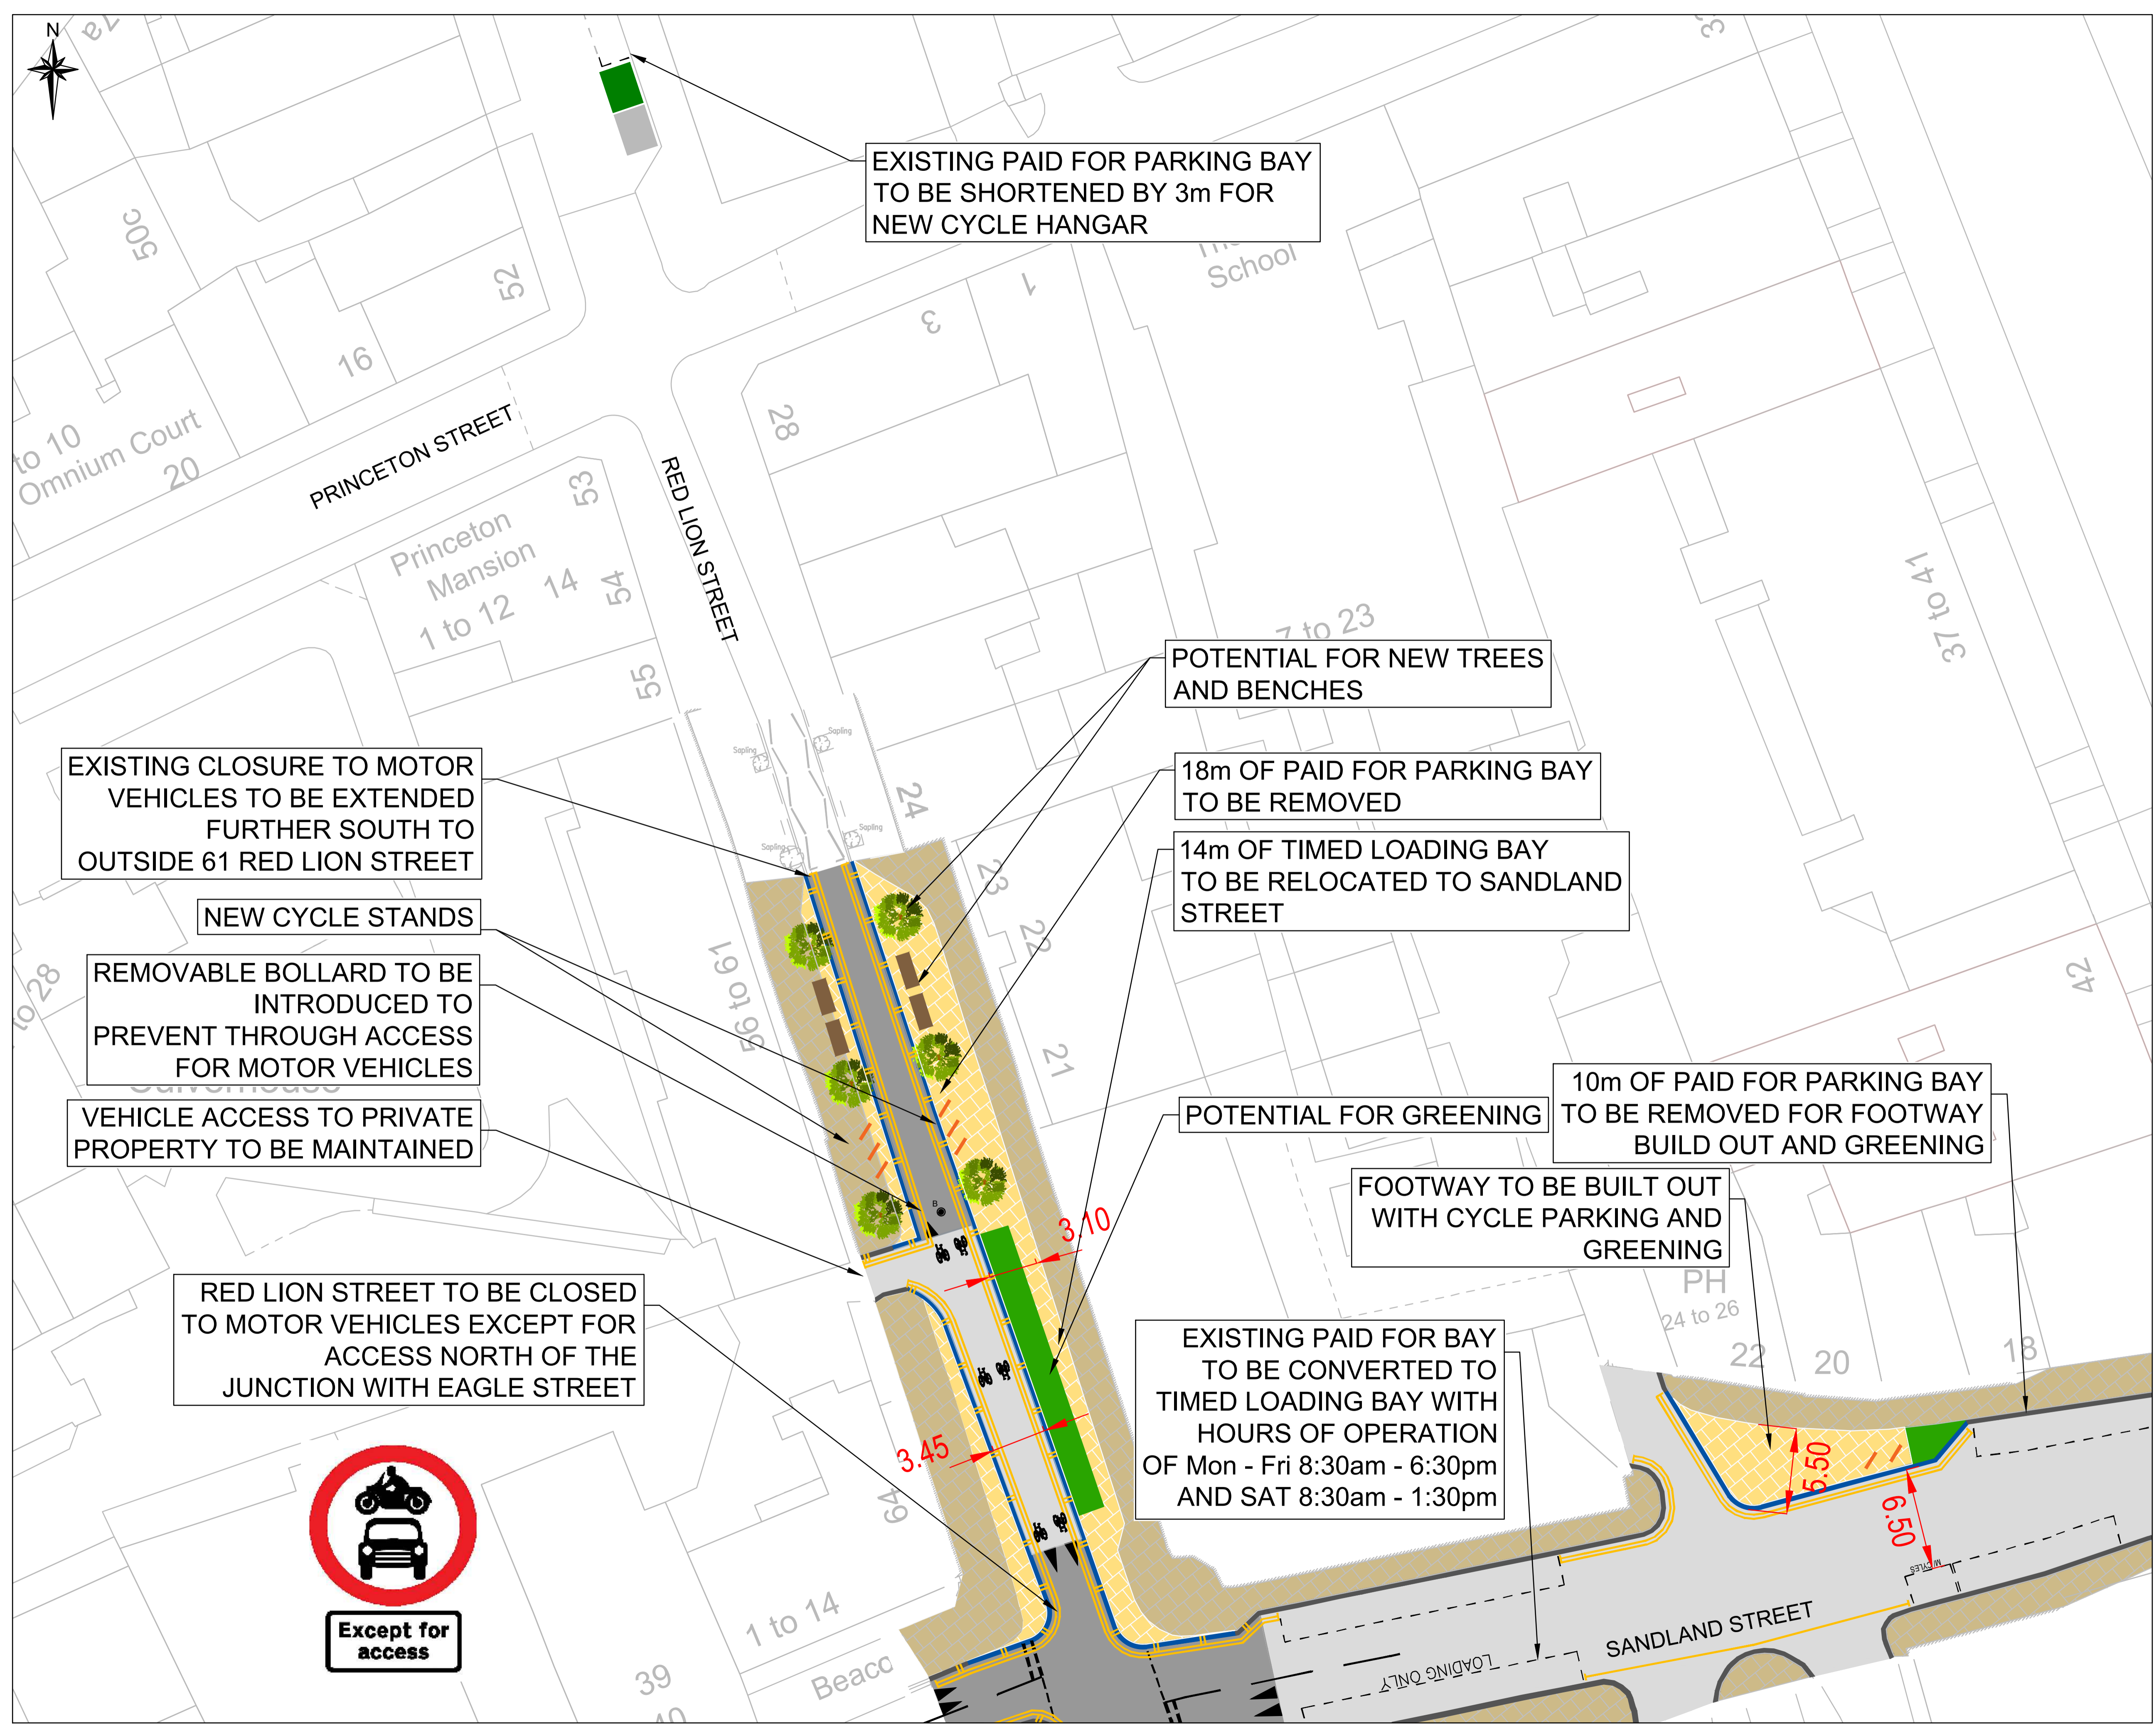 N
7a
EXISTING PAID FOR PARKING BAY
TO BE SHORTENED BY 3m FOR
NEW CYCLE HANGAR
School
50c
52
16
1
3
28
to 10
Omnium Court
20
PRINCETON STREET
53
RED LION STREET
Princeton
Mansion
1 to 12
14
54
55
37 to 41
7 to 23
POTENTIAL FOR NEW TREES
AND BENCHES
Sapling
Sapling
Sapling
Sapling
24
EXISTING CLOSURE TO MOTOR
VEHICLES TO BE EXTENDED
FURTHER SOUTH TO
OUTSIDE 61 RED LION STREET
18m OF PAID FOR PARKING BAY
TO BE REMOVED
14m OF TIMED LOADING BAY
TO BE RELOCATED TO SANDLAND
STREET
23
22
21
42
NEW CYCLE STANDS
56 to 61
to 28
REMOVABLE BOLLARD TO BE
INTRODUCED TO
PREVENT THROUGH ACCESS
FOR MOTOR VEHICLES
VEHICLE ACCESS TO PRIVATE
PROPERTY TO BE MAINTAINED
B
POTENTIAL FOR GREENING
10m OF PAID FOR PARKING BAY
TO BE REMOVED FOR FOOTWAY
BUILD OUT AND GREENING
FOOTWAY TO BE BUILT OUT
WITH CYCLE PARKING AND
GREENING
3.10
RED LION STREET TO BE CLOSED
TO MOTOR VEHICLES EXCEPT FOR
ACCESS NORTH OF THE
JUNCTION WITH EAGLE STREET
PH
24 to 26
22
20
18
EXISTING PAID FOR BAY
TO BE CONVERTED TO
TIMED LOADING BAY WITH
HOURS OF OPERATION
OF Mon - Fri 8:30am - 6:30pm
AND SAT 8:30am - 1:30pm
3.45
5.50
6.50
64
M/CYLES
Except for
access
1 to 14
Beaco
39
40
LOADING ONLY
SANDLAND STREET